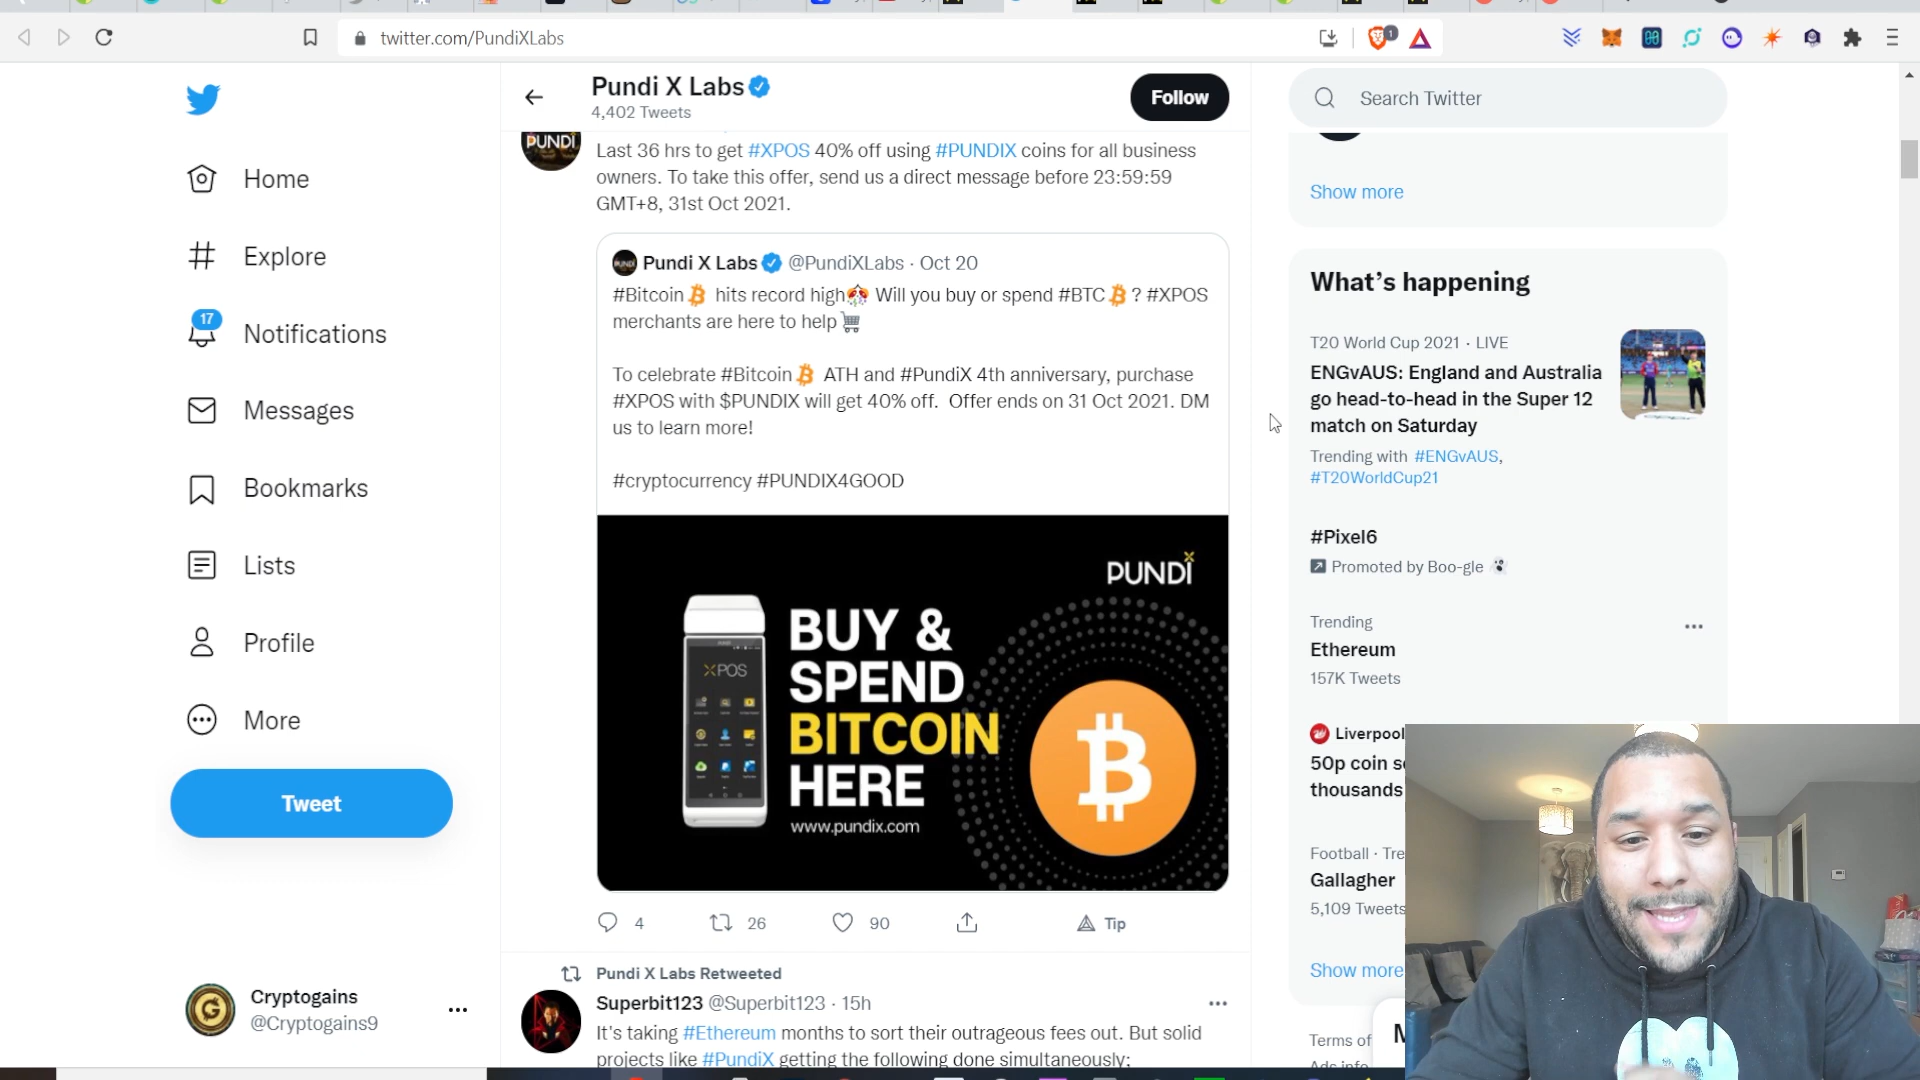 twitter.com/PundiXLabs
1
Home
Explore
17
Notifications
Messages
Bookmarks
Lists
Profile
More
Tweet
Cryptogains
@Cryptogains9
Pundi X Labs
4,402 Tweets
Follow
PUNDI
Last 36 hrs to get #XPOS 40% off using #PUNDIX coins for all business
owners. To take this offer, send us a direct message before 23:59:59
GMT+8, 31st Oct 2021.
Pundi X Labs @PundiXLabs · Oct 20
#Bitcoin hits record high Will you buy or spend #BTC ? #XPOS
merchants are here to help
To celebrate #Bitcoin ATH and #PundiX 4th anniversary, purchase
#XPOS with $PUNDIX will get 40% off. Offer ends on 31 Oct 2021. DM
us to learn more!
#cryptocurrency #PUNDIX4GOOD
PUNDI
XPOS
BUY &
SPEND
BITCOIN
HERE
www.pundix.com
4
26
90
Tip
Pundi X Labs Retweeted
Superbit123 @Superbit123 · 15h
It's taking #Ethereum months to sort their outrageous fees out. But solid
projects like #PundiX getting the following done simultaneously;
Search Twitter
Show more
What's happening
T20 World Cup 2021 · LIVE
ENGvAUS: England and Australia
go head-to-head in the Super 12
match on Saturday
Trending with #ENGvAUS,
#T20WorldCup21
#Pixel6
Promoted by Boo-gle
Trending
Ethereum
157K Tweets
Liverpool
50p coin
thousands
Football · Tre
Gallagher
5,109 Tweets
Show more
Terms of